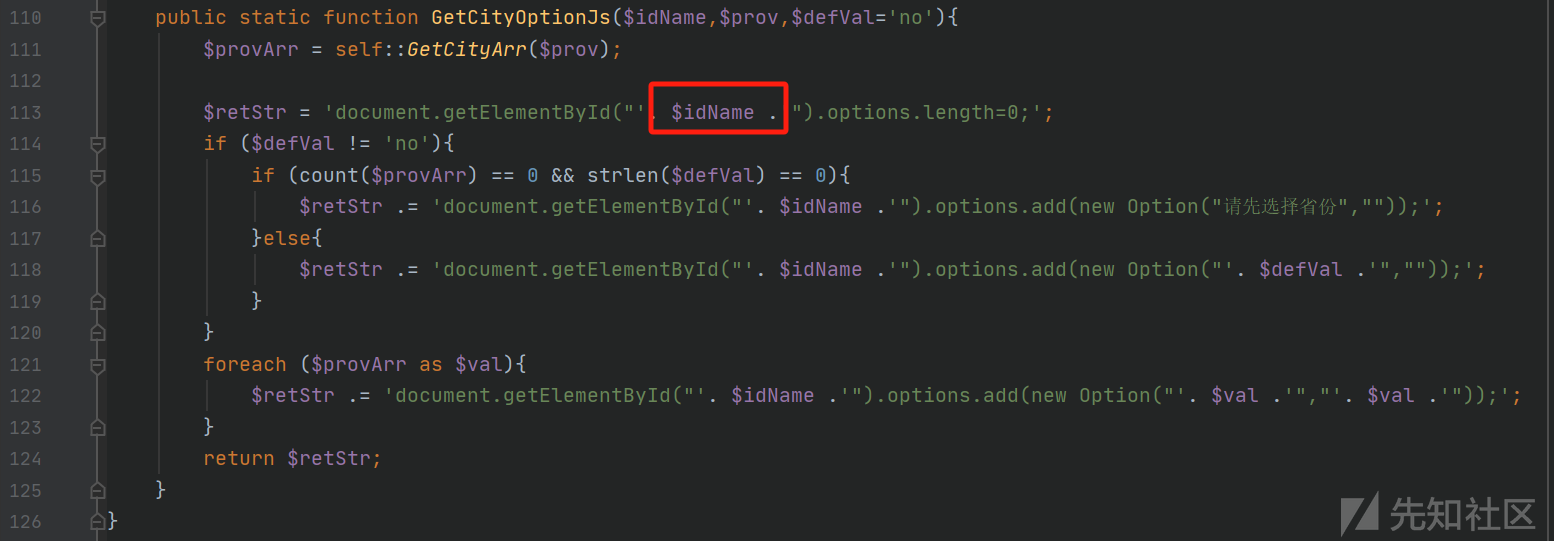 110 public static function GetCityOptionJs($idName,$prov,$defVal='no'){
111 $provArr = self::GetCityArr($prov);
112
113 $retStr = 'document.getElementById("'. $idName . ").options.length=0;';
114 if ($defVal != 'no'){
115 if (count($provArr) == 0 && strlen($defVal) == 0){
116 $retStr .= 'document.getElementById("'. $idName .'").options.add(new Option("请先选择省份",""));';
117 }else{
118 $retStr .= 'document.getElementById("'. $idName .'").options.add(new Option("'. $defVal .'",""));';
119 }
120 }
121 foreach ($provArr as $val){
122 $retStr .= 'document.getElementById("'. $idName .'").options.add(new Option("'. $val .'","'. $val .'"));';
123 }
124 return $retStr;
125 }
126 }
先知社区